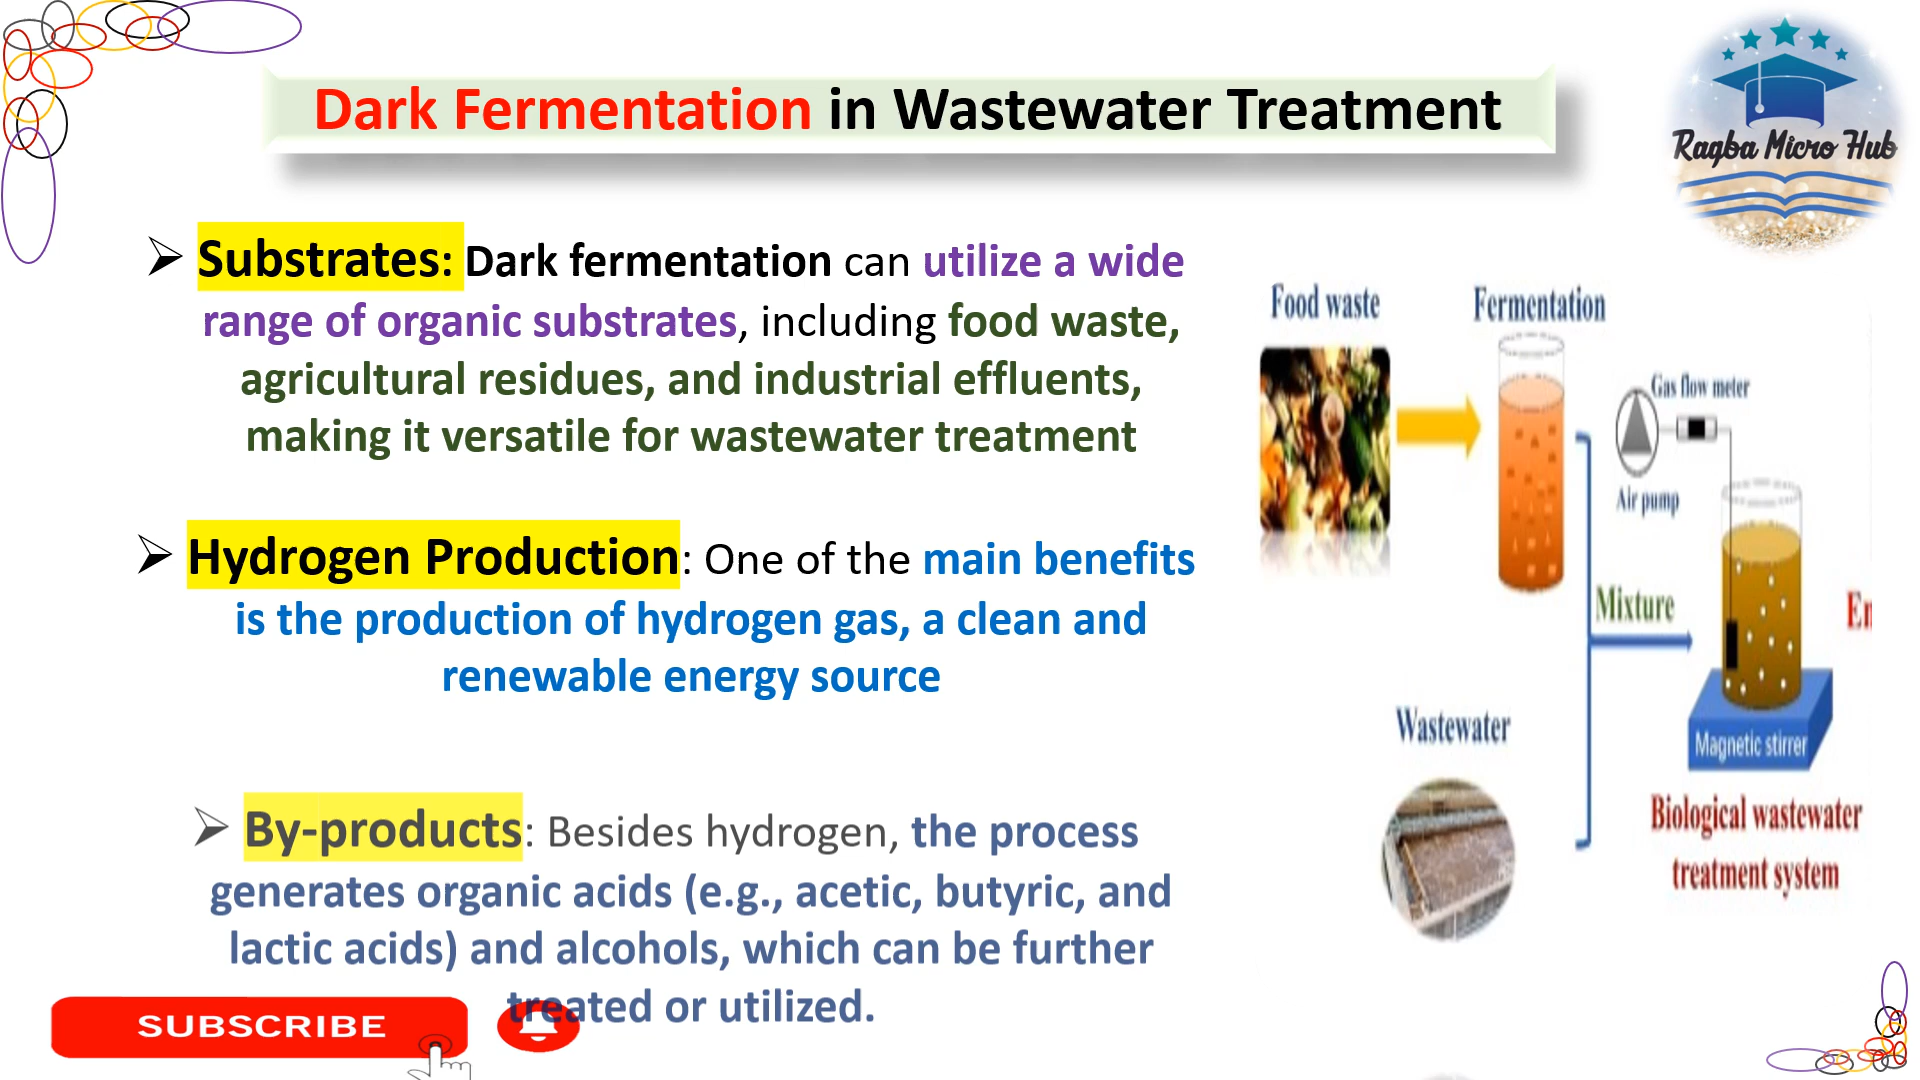 Dark Fermentation in Wastewater Treatment
Ragba Micro Hub
➢ Substrates: Dark fermentation can utilize a wide
range of organic substrates, including food waste,
agricultural residues, and industrial effluents,
making it versatile for wastewater treatment
➢ Hydrogen Production: One of the main benefits
is the production of hydrogen gas, a clean and
renewable energy source
➢ By-products: Besides hydrogen, the process
generates organic acids (e.g., acetic, butyric, and
lactic acids) and alcohols, which can be further
treated or utilized.
SUBSCRIBE
Food waste
Fermentation
Gas flow meter
Air pump
Mixture
En
Wastewater
Magnetic stirrer
Biological wastewater
treatment system